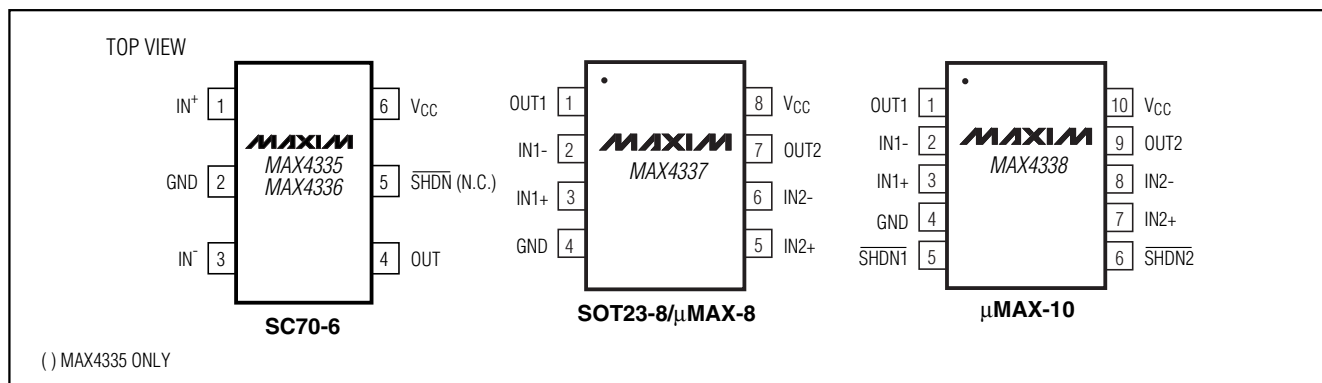 TOP VIEW
IN+ 1
GND 2
IN- 3
MAXIM
MAX4335
MAX4336
6 VCC
5 SHDN (N.C.)
4 OUT
SC70-6
OUT1 1
IN1- 2
IN1+ 3
GND 4
MAXIM
MAX4337
8 VCC
7 OUT2
6 IN2-
5 IN2+
SOT23-8/µMAX-8
OUT1 1
IN1- 2
IN1+ 3
GND 4
SHDN1 5
MAXIM
MAX4338
10 VCC
9 OUT2
8 IN2-
7 IN2+
6 SHDN2
µMAX-10
( ) MAX4335 ONLY